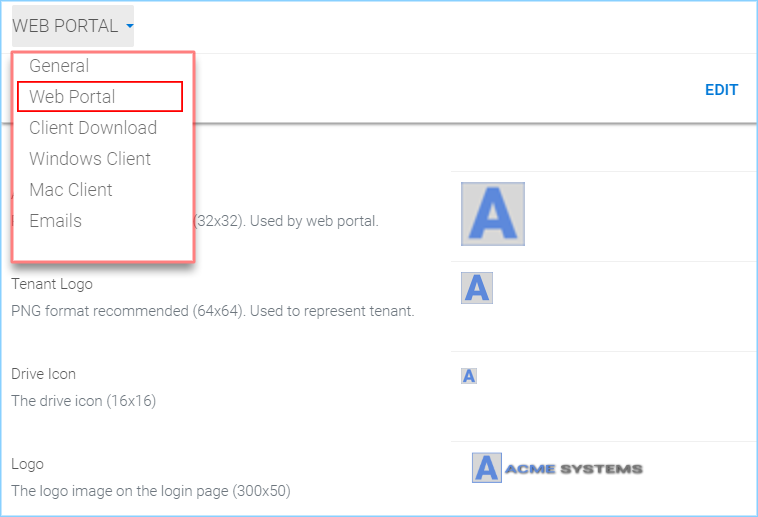 WEB PORTAL
General
Web Portal
EDIT
Client Download
Windows Client
Mac Client
Emails
(32x32). Used by web portal.
A
Tenant Logo
PNG format recommended (64x64). Used to represent tenant.
A
Drive Icon
The drive icon (16x16)
A
Logo
The logo image on the login page (300x50)
A ACME SYSTEMS